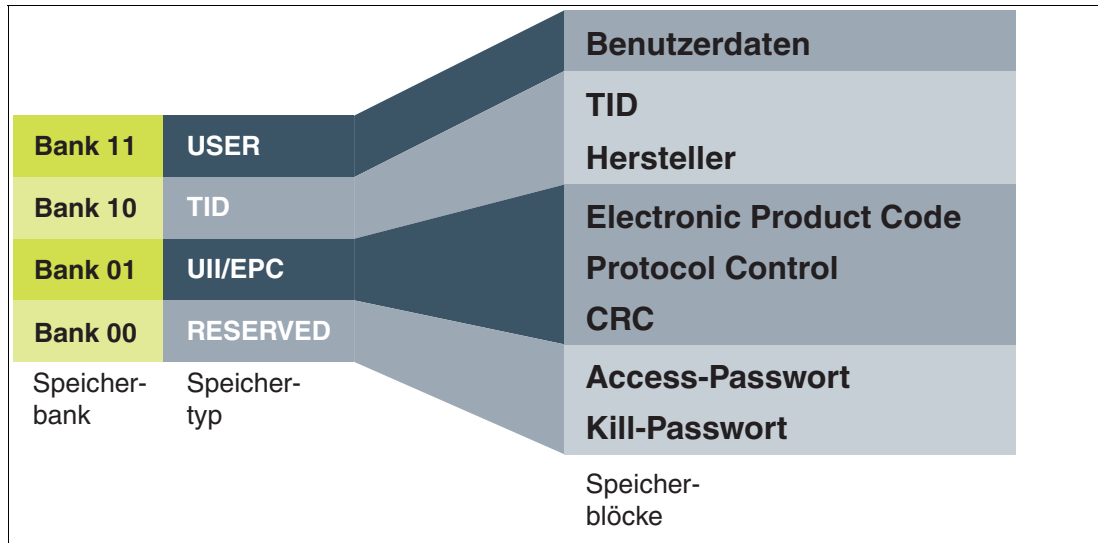 Bank 11
USER
Bank 10
TID
Bank 01
UII/EPC
Bank 00
RESERVED
Speicher-
bank
Speicher-
typ
Benutzerdaten
TID
Hersteller
Electronic Product Code
Protocol Control
CRC
Access-Passwort
Kill-Passwort
Speicher-
blöcke